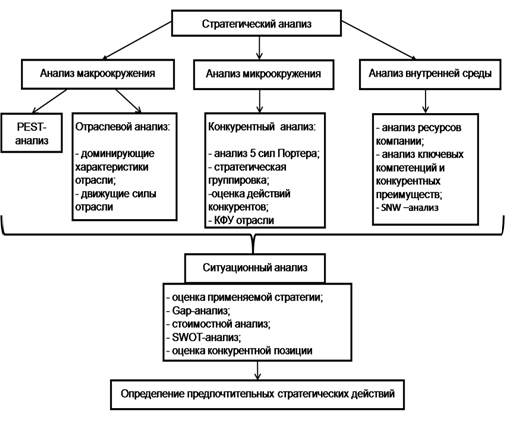 Стратегический анализ
Анализ макроокружения
Анализ микроокружения
Анализ внутренней среды
PEST-
анализ
Отраслевой анализ:
- доминирующие
характеристики
отрасли;
- движущие силы
отрасли
Конкурентный анализ:
- анализ 5 сил Портера;
- стратегическая
группировка;
-оценка действий
конкурентов;
- КФУ отрасли
- анализ ресурсов
компании;
- анализ ключевых
компетенций и
конкурентных
преимуществ;
- SNW –анализ
Ситуационный анализ
- оценка применяемой стратегии;
- Gap-анализ;
- стоимостной анализ;
- SWOT-анализ;
- оценка конкурентной позиции
Определение предпочтительных стратегических действий